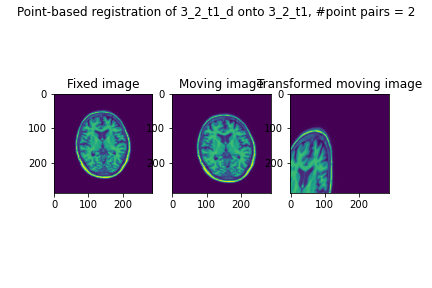 Point-based registration of 3_2_t1_d onto 3_2_t1, #point pairs = 2
Fixed image Moving image Transformed moving image
0 0 0
100 100 100
200 200 200
0 100 200 0 100 200 0 100 200